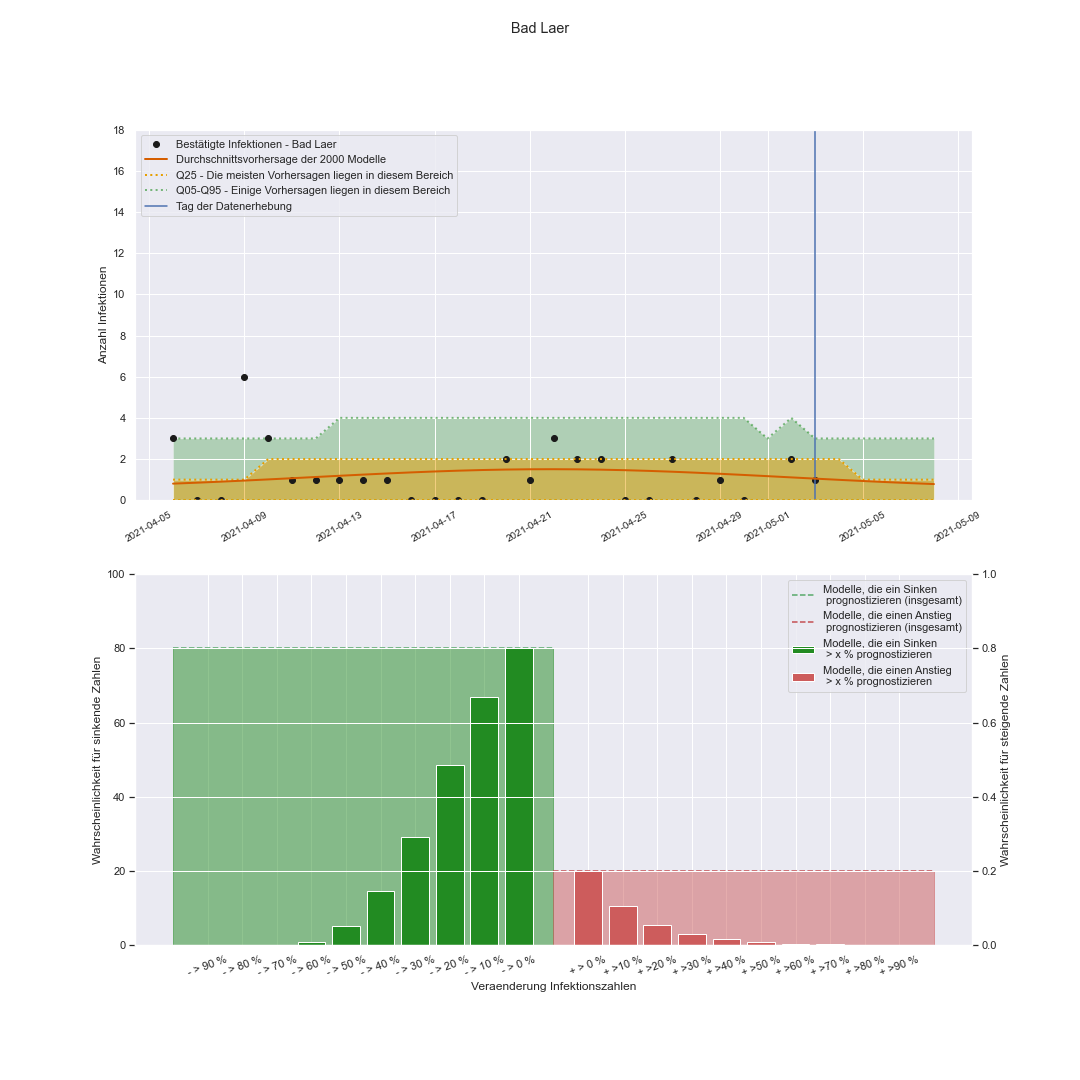 Bad Laer
18
16
14
12
10
8
6
4
2
0
Anzahl Infektionen
Bestätigte Infektionen - Bad Laer
Durchschnittsvorhersage der 2000 Modelle
Q25 - Die meisten Vorhersagen liegen in diesem Bereich
Q05-Q95 - Einige Vorhersagen liegen in diesem Bereich
Tag der Datenerhebung
2021-04-05
2021-04-09
2021-04-13
2021-04-17
2021-04-21
2021-04-25
2021-04-29
2021-05-01
2021-05-05
2021-05-09
100
80
60
40
20
0
Wahrscheinlichkeit für sinkende Zahlen
Modelle, die ein Sinken
prognostizieren (insgesamt)
Modelle, die einen Anstieg
prognostizieren (insgesamt)
Modelle, die ein Sinken
> x % prognostizieren
Modelle, die einen Anstieg
> x % prognostizieren
1.0
0.8
0.6
0.4
0.2
0.0
Wahrscheinlichkeit für steigende Zahlen
- > 90 %
- > 80 %
- > 70 %
- > 60 %
- > 50 %
- > 40 %
- > 30 %
- > 20 %
- > 10 %
- > 0 %
+ > 0 %
+ >10 %
+ >20 %
+ >30 %
+ >40 %
+ >50 %
+ >60 %
+ >70 %
+ >80 %
+ >90 %
Veraenderung Infektionszahlen